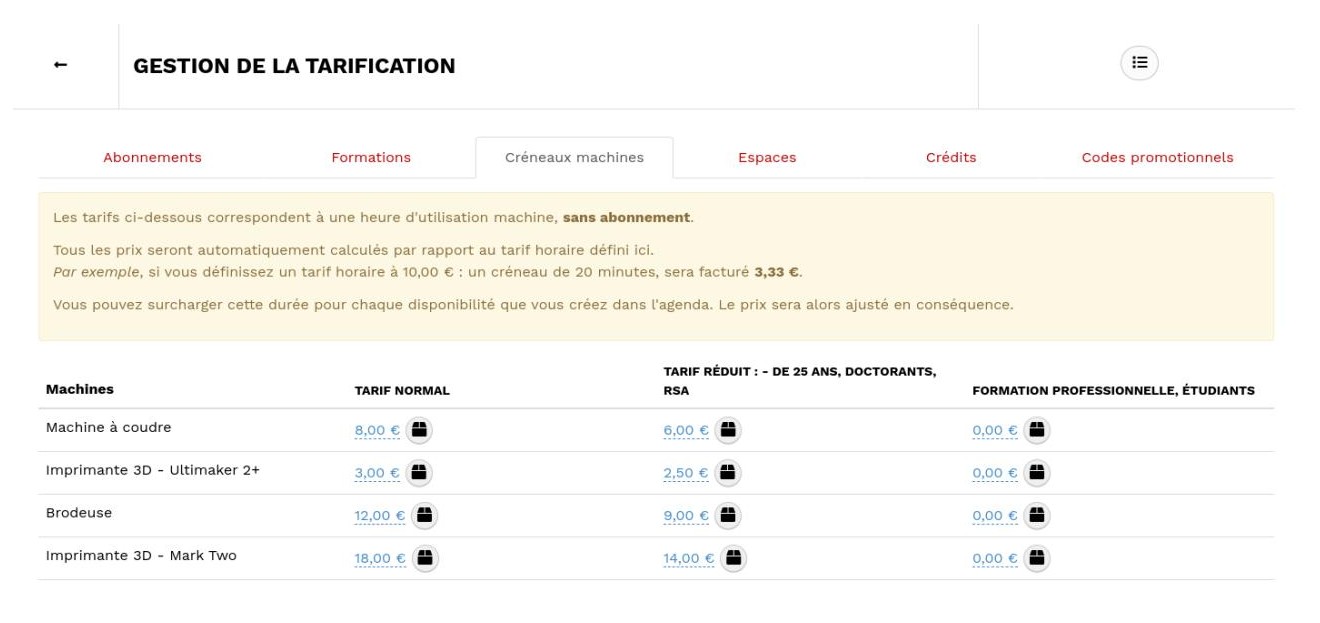 GESTION DE LA TARIFICATION
Abonnements Formations Créneaux machines Espaces Crédits Codes promotionnels
Les tarifs ci-dessous correspondent à une heure d'utilisation machine, sans abonnement.
Tous les prix seront automatiquement calculés par rapport au tarif horaire défini ici.
Par exemple, si vous définissez un tarif horaire à 10,00 € : un créneau de 20 minutes, sera facturé 3,33 €.
Vous pouvez surcharger cette durée pour chaque disponibilité que vous créez dans l'agenda. Le prix sera alors ajusté en conséquence.
Machines TARIF NORMAL TARIF RÉDUIT : - DE 25 ANS, DOCTORANTS,
RSA FORMATION PROFESSIONNELLE, ÉTUDIANTS
Machine à coudre 8,00 € 6,00 € 0,00 €
Imprimante 3D - Ultimaker 2+ 3,00 € 2,50 € 0,00 €
Brodeuse 12,00 € 9,00 € 0,00 €
Imprimante 3D - Mark Two 18,00 € 14,00 € 0,00 €